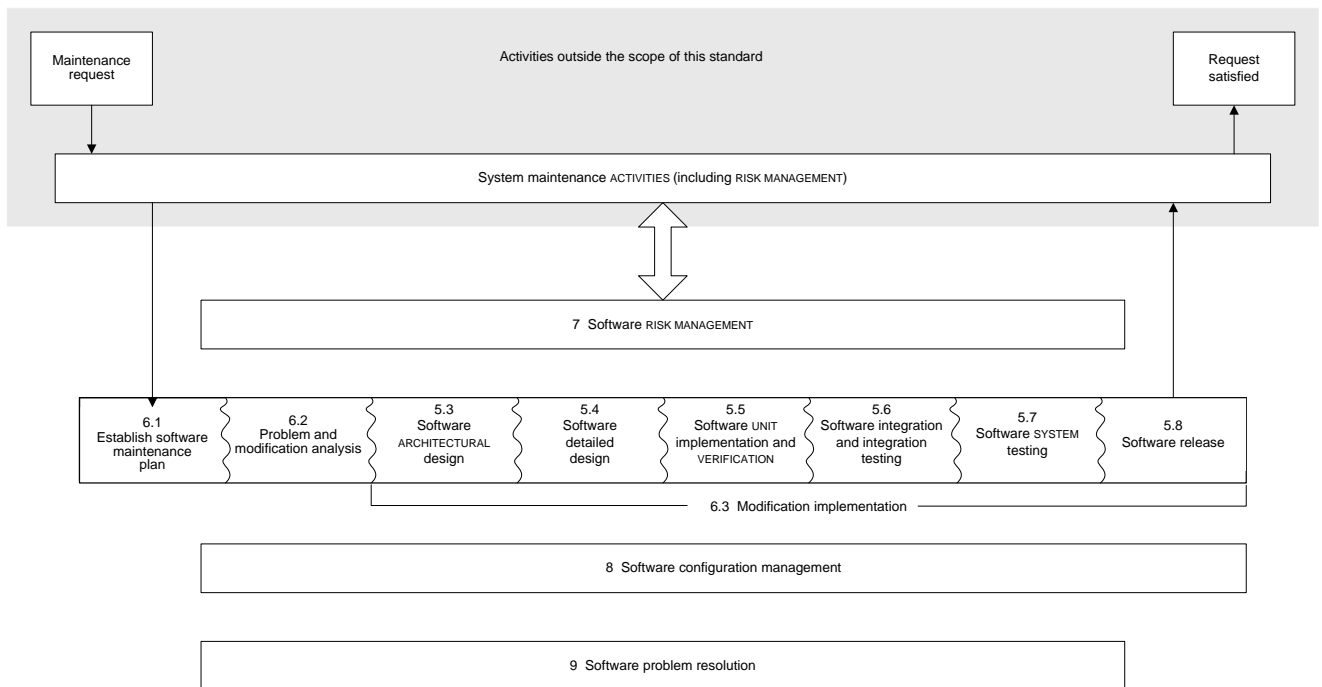 Maintenance
request
Activities outside the scope of this standard
Request
satisfied
System maintenance ACTIVITIES (including RISK MANAGEMENT)
7 Software RISK MANAGEMENT
6.1
Establish software
maintenance
plan
6.2
Problem and
modification analysis
5.3
Software
ARCHITECTURAL
design
5.4
Software
detailed
design
5.5
Software UNIT
implementation and
VERIFICATION
5.6
Software integration
and integration
testing
5.7
Software SYSTEM
testing
5.8
Software release
6.3 Modification implementation
8 Software configuration management
9 Software problem resolution